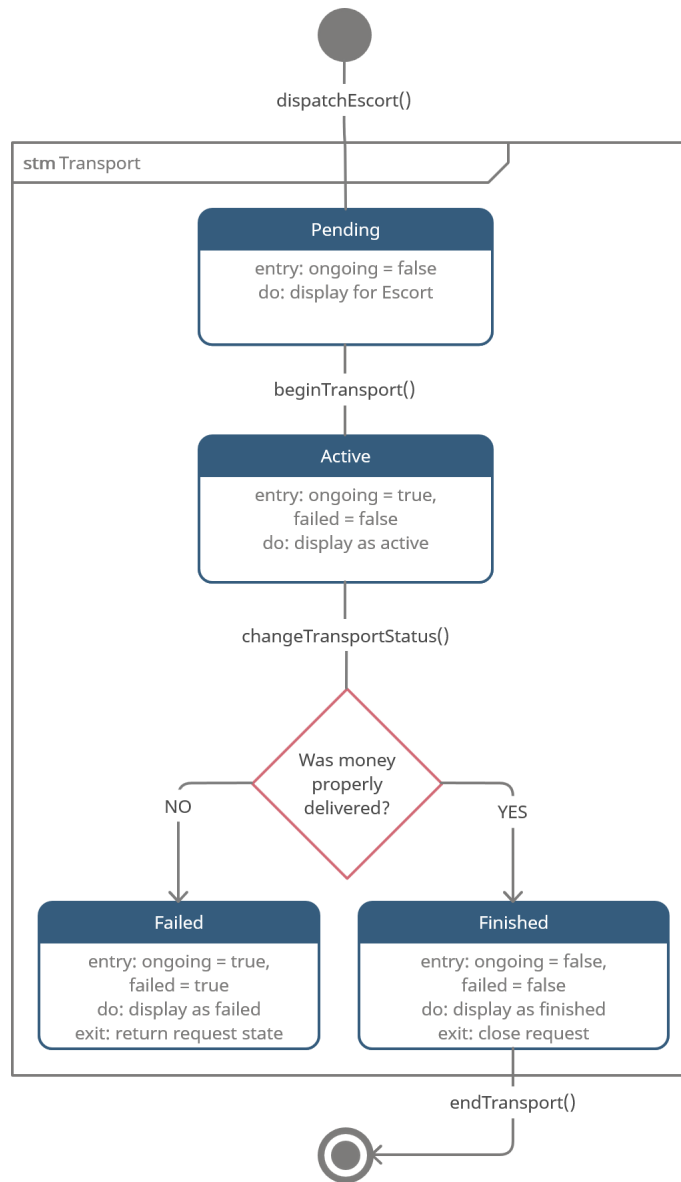 dispatchEscort()
stm Transport
Pending
entry: ongoing = false
do: display for Escort
beginTransport()
Active
entry: ongoing = true,
failed = false
do: display as active
changeTransportStatus()
Was money
properly
delivered?
NO
YES
Failed
entry: ongoing = true,
failed = true
do: display as failed
exit: return request state
Finished
entry: ongoing = false,
failed = false
do: display as finished
exit: close request
endTransport()